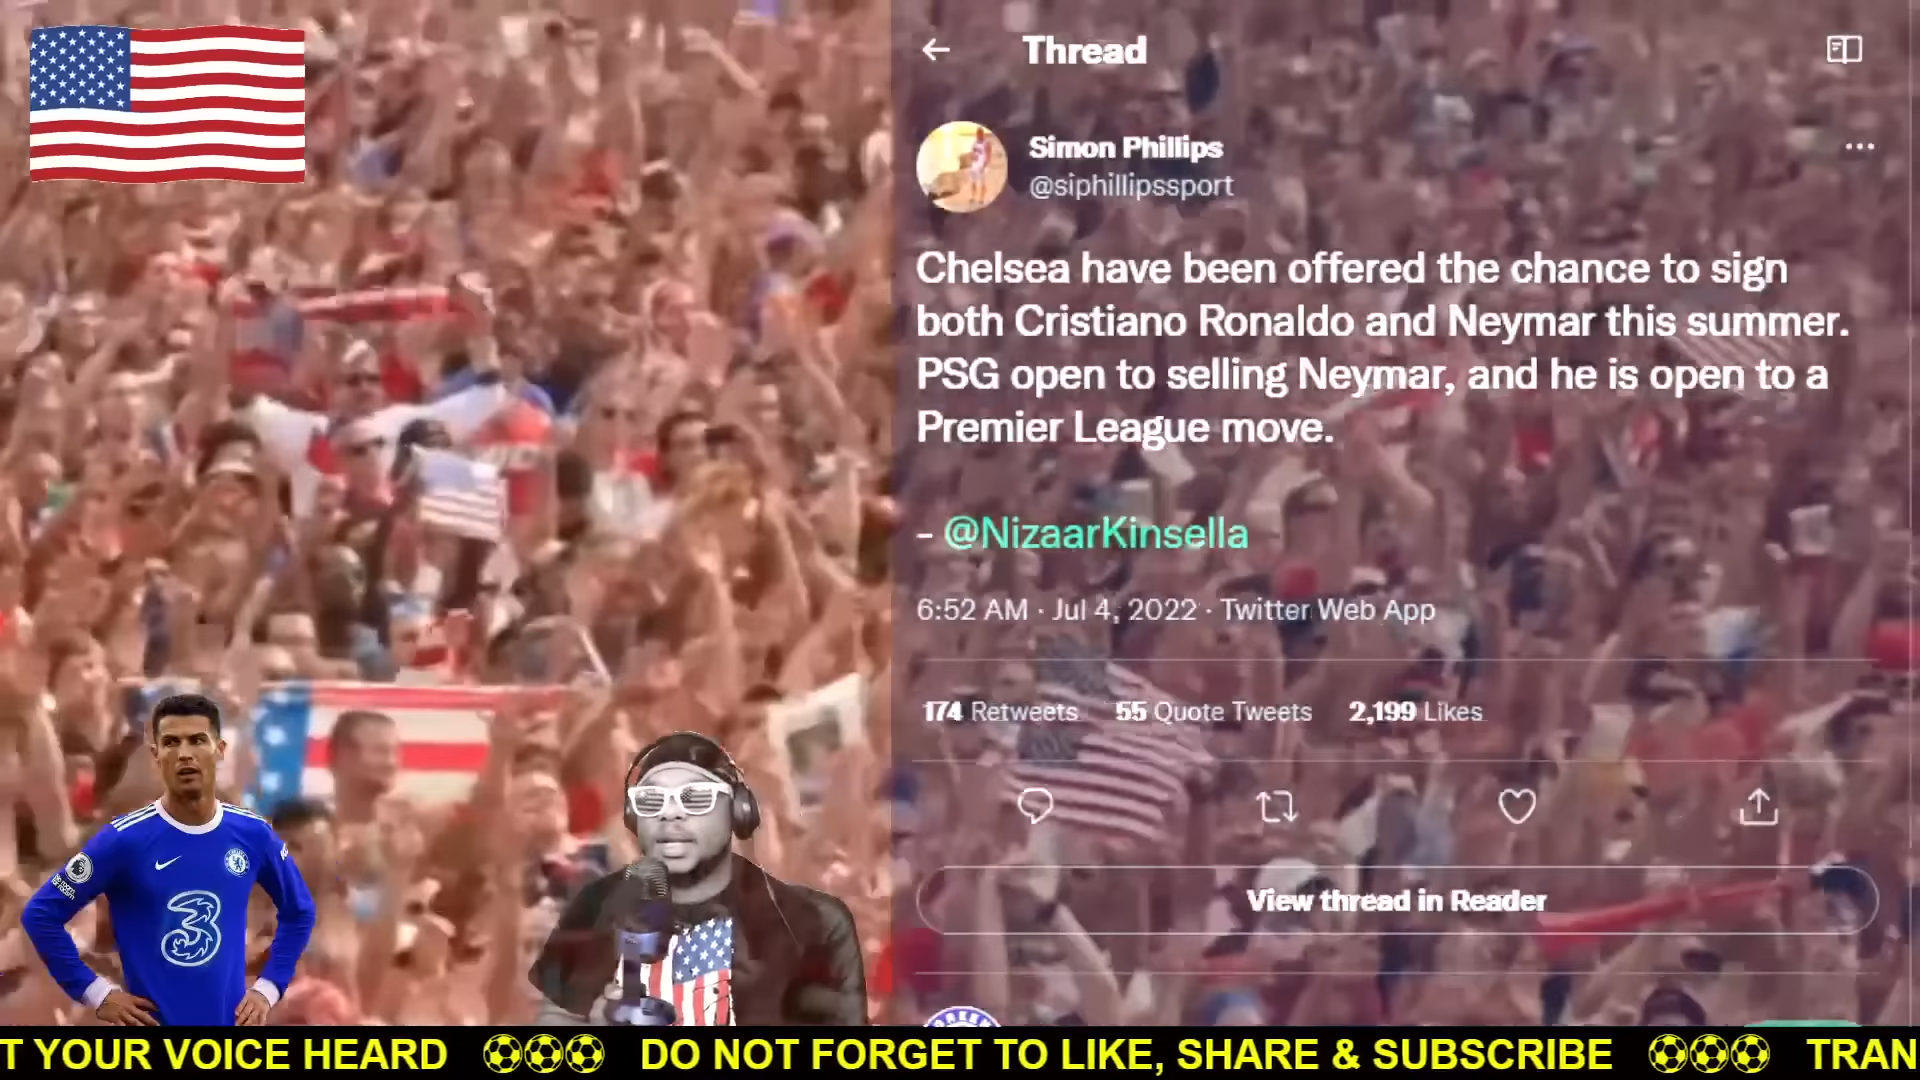 Thread
Simon Phillips
@siphillipssport
Chelsea have been offered the chance to sign
both Cristiano Ronaldo and Neymar this summer.
PSG open to selling Neymar, and he is open to a
Premier League move.
– @NizaarKinsella
6:52 AM · Jul 4, 2022 · Twitter Web App
174 Retweets 55 Quote Tweets 2,199 Likes
View thread in Reader
3
T YOUR VOICE HEARD DO NOT FORGET TO LIKE, SHARE & SUBSCRIBE TRAN